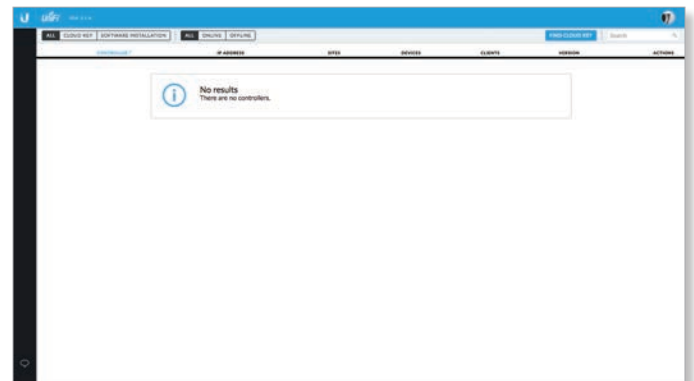 U UniFi
ALL CLOUD KEY SOFTWARE INSTALLATION ALL ONLINE OFFLINE FIND CLOUD KEY Search
CONTROLLER IP ADDRESS SITES DEVICES CLIENTS VERSION ACTIONS
No results
There are no controllers.